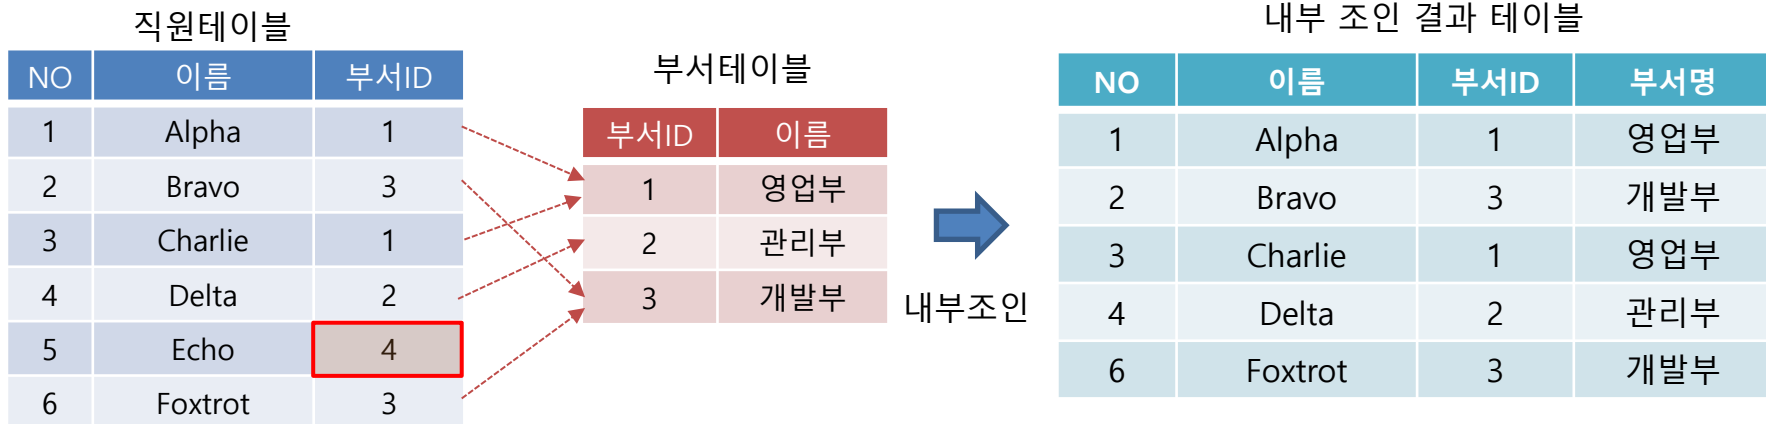 직원테이블
NO 이름 부서ID
1 Alpha 1
2 Bravo 3
3 Charlie 1
4 Delta 2
5 Echo 4
6 Foxtrot 3
부서테이블
부서ID 이름
1 영업부
2 관리부
3 개발부
내부조인
내부 조인 결과 테이블
NO 이름 부서ID 부서명
1 Alpha 1 영업부
2 Bravo 3 개발부
3 Charlie 1 영업부
4 Delta 2 관리부
6 Foxtrot 3 개발부